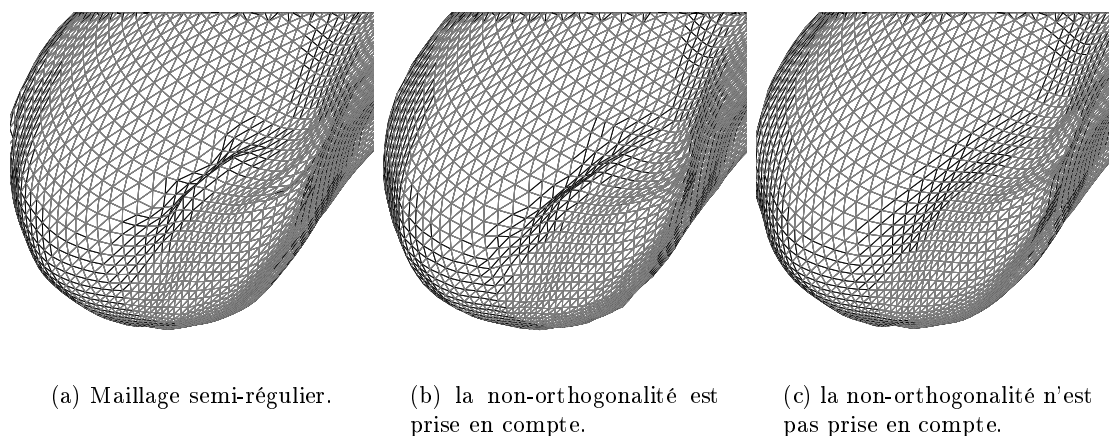 (a) Maillage semi-régulier.
(b) la non-orthogonalité est
prise en compte.
(c) la non-orthogonalité n'est
pas prise en compte.